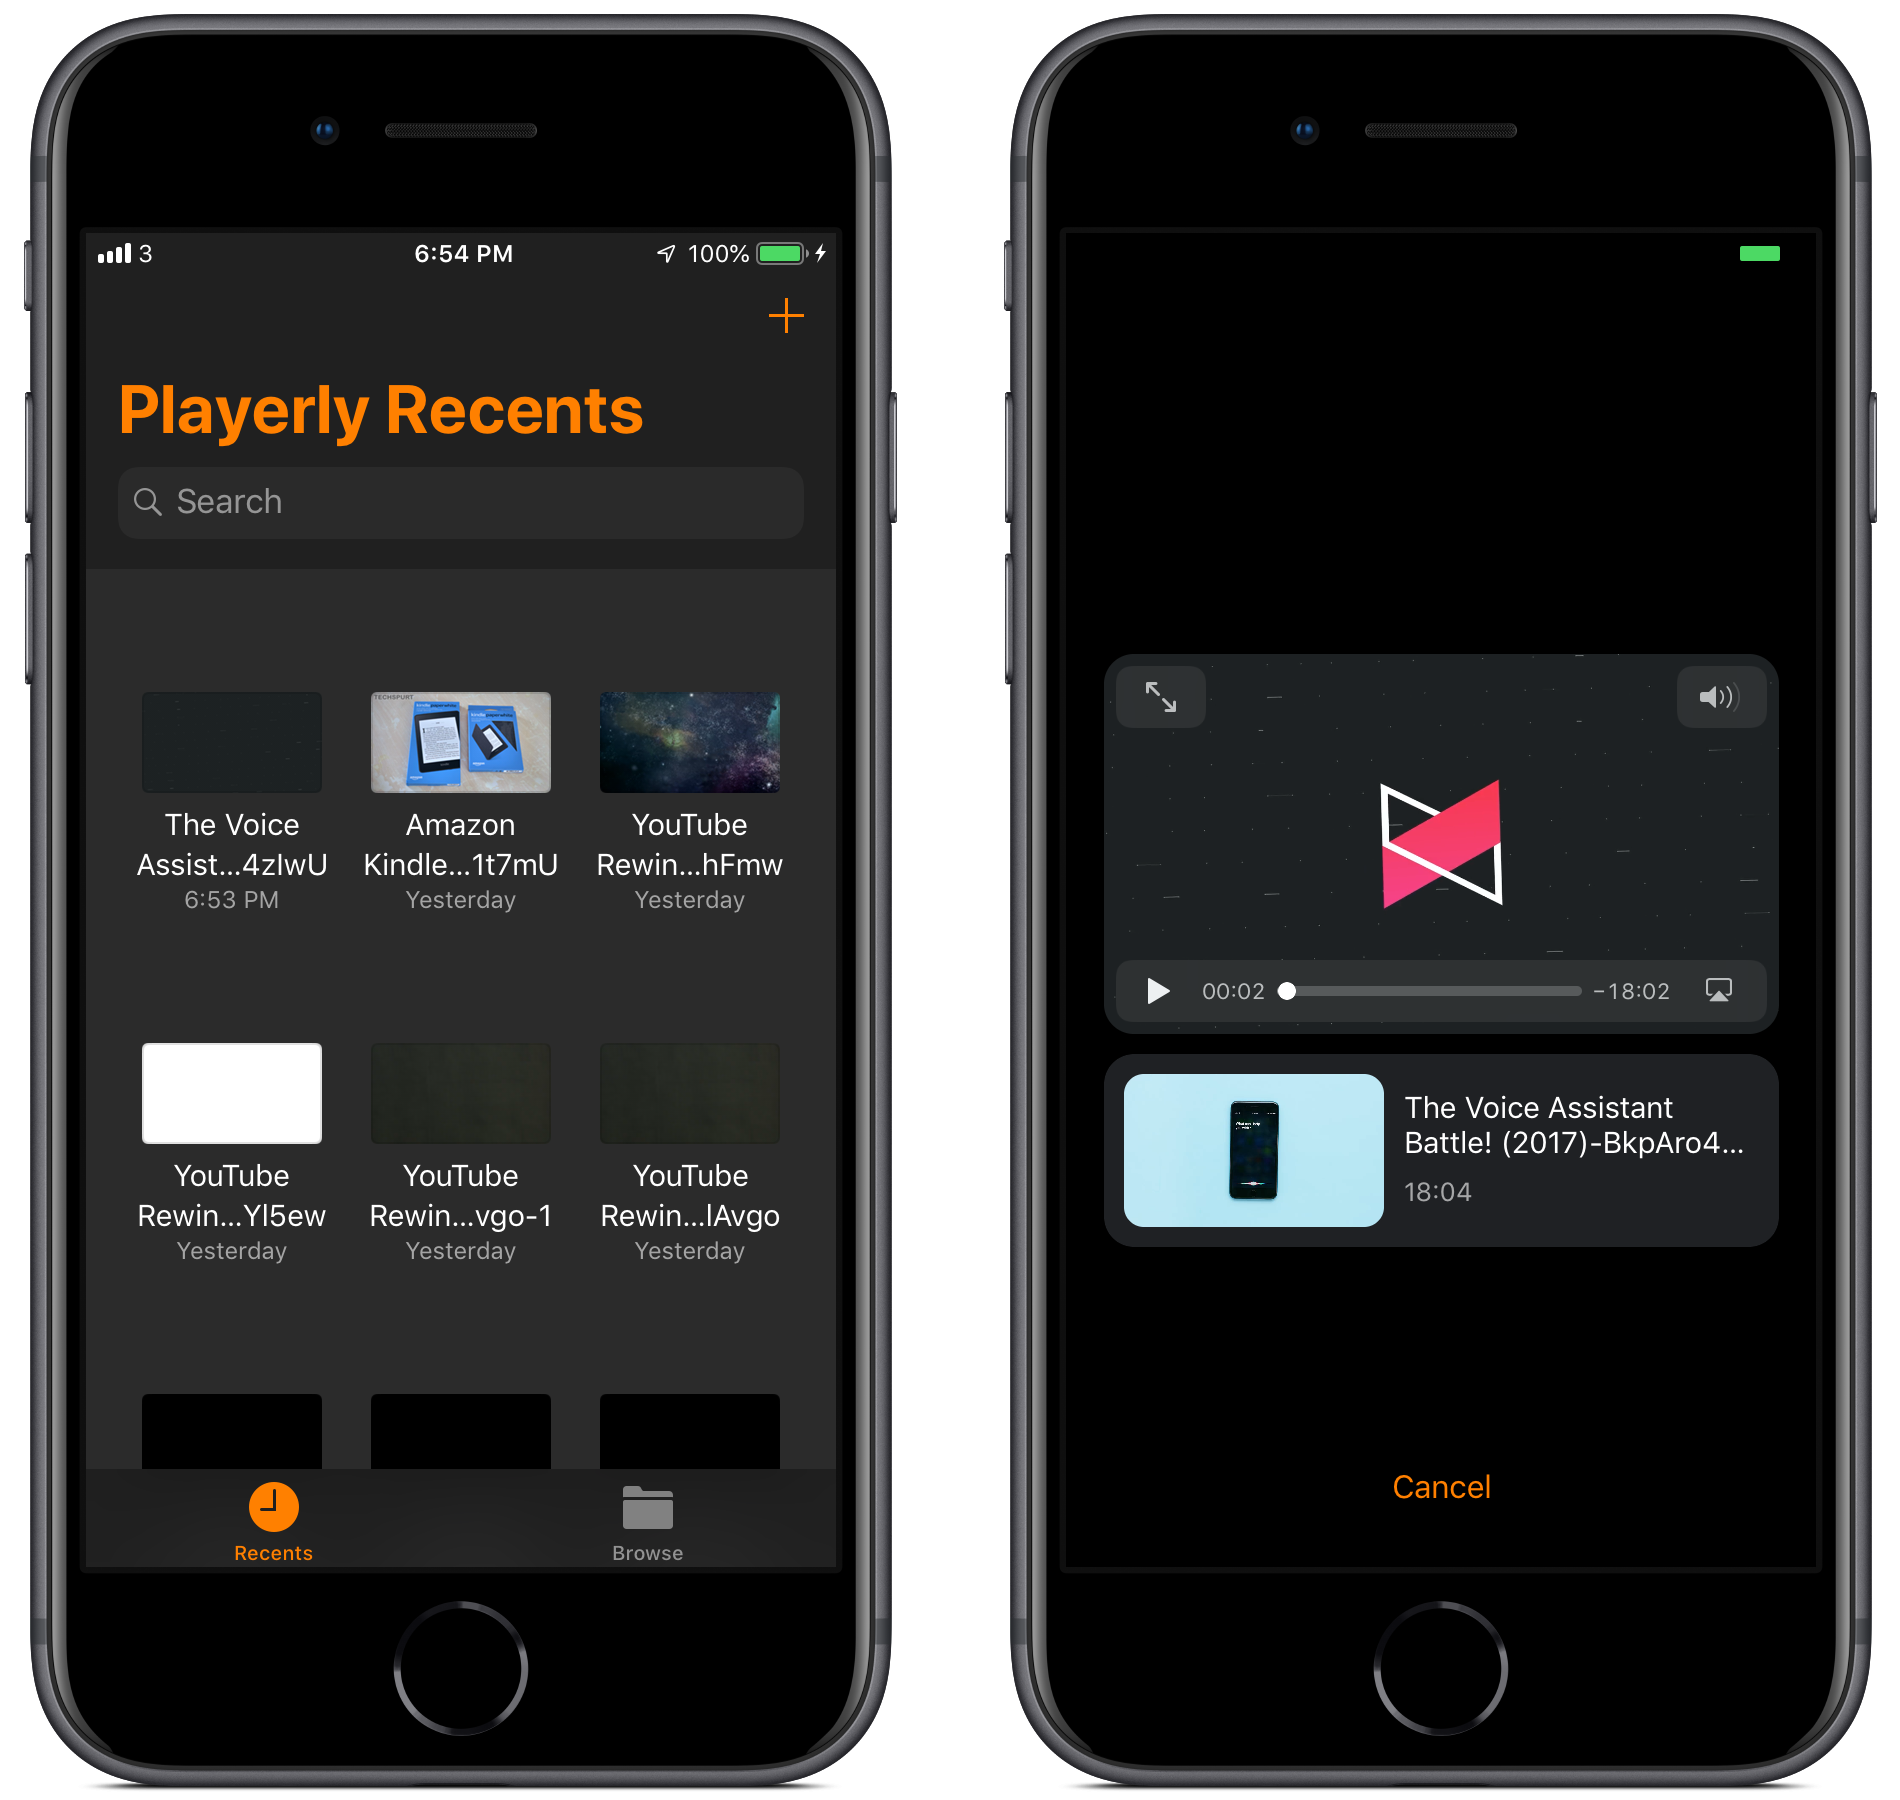 3
6:54 PM
100%
Playerly Recents
Search
TECHSPURT
The Voice
Assist...4zIwU
6:53 PM
Amazon
Kindle...1t7mU
Yesterday
YouTube
Rewin...hFmw
Yesterday
YouTube
Rewin...Yl5ew
Yesterday
YouTube
Rewin...vgo-1
Yesterday
YouTube
Rewin...lAvgo
Yesterday
Recents
Browse
00:02
-18:02
The Voice Assistant
Battle! (2017)-BkpAro4...
18:04
Cancel